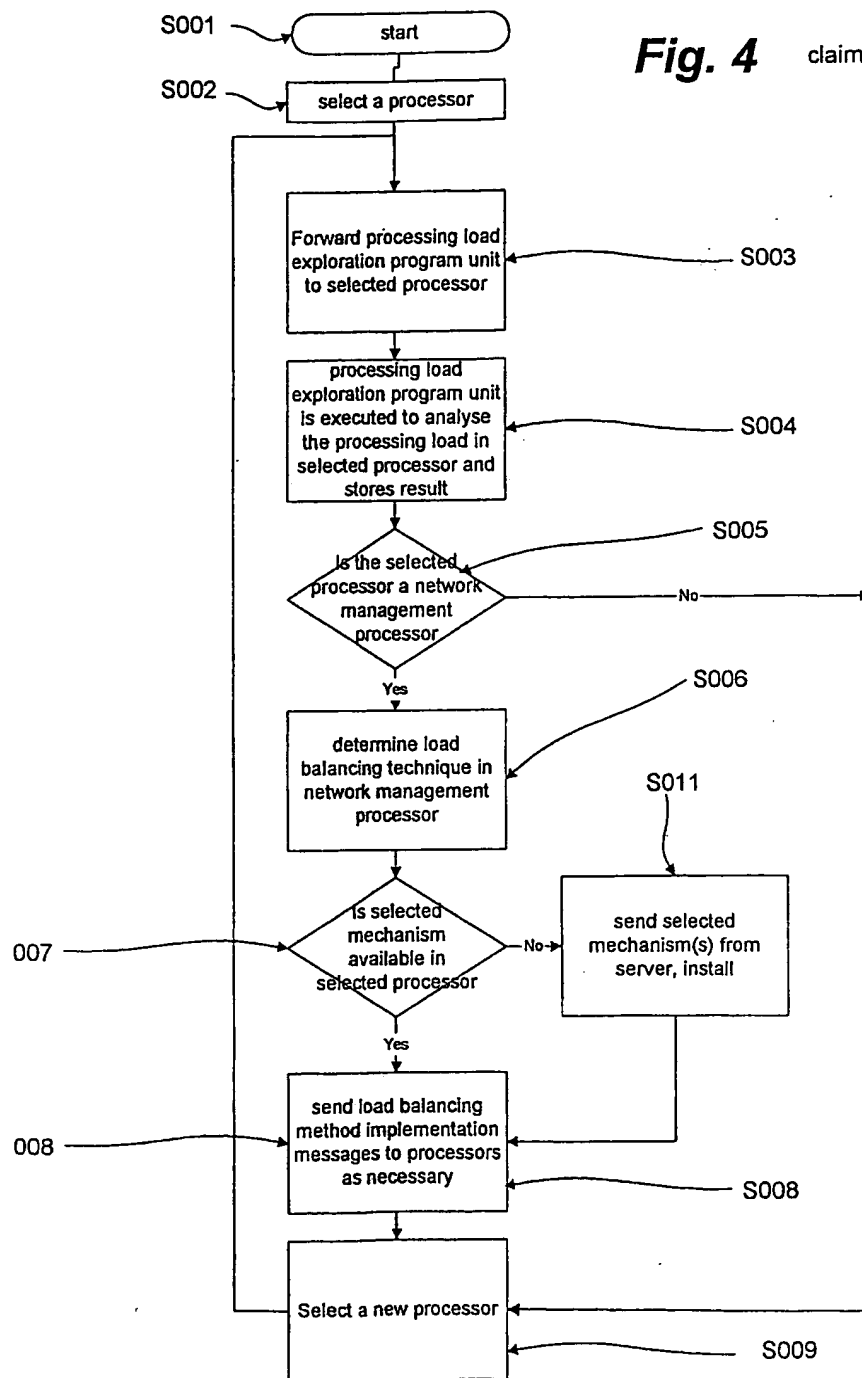 S001
start
Fig. 4 claim
S002
select a processor
Forward processing load
exploration program unit
to selected processor
S003
processing load
exploration program unit
is executed to analyse
the processing load in
selected processor and
stores result
S004
S005
Is the selected
processor a network
management
processor
No
Yes
S006
determine load
balancing technique in
network management
processor
S011
007
Is selected
mechanism
available in
selected processor
No
send selected
mechanism(s) from
server, install
Yes
008
send load balancing
method implementation
messages to processors
as necessary
S008
Select a new processor
S009